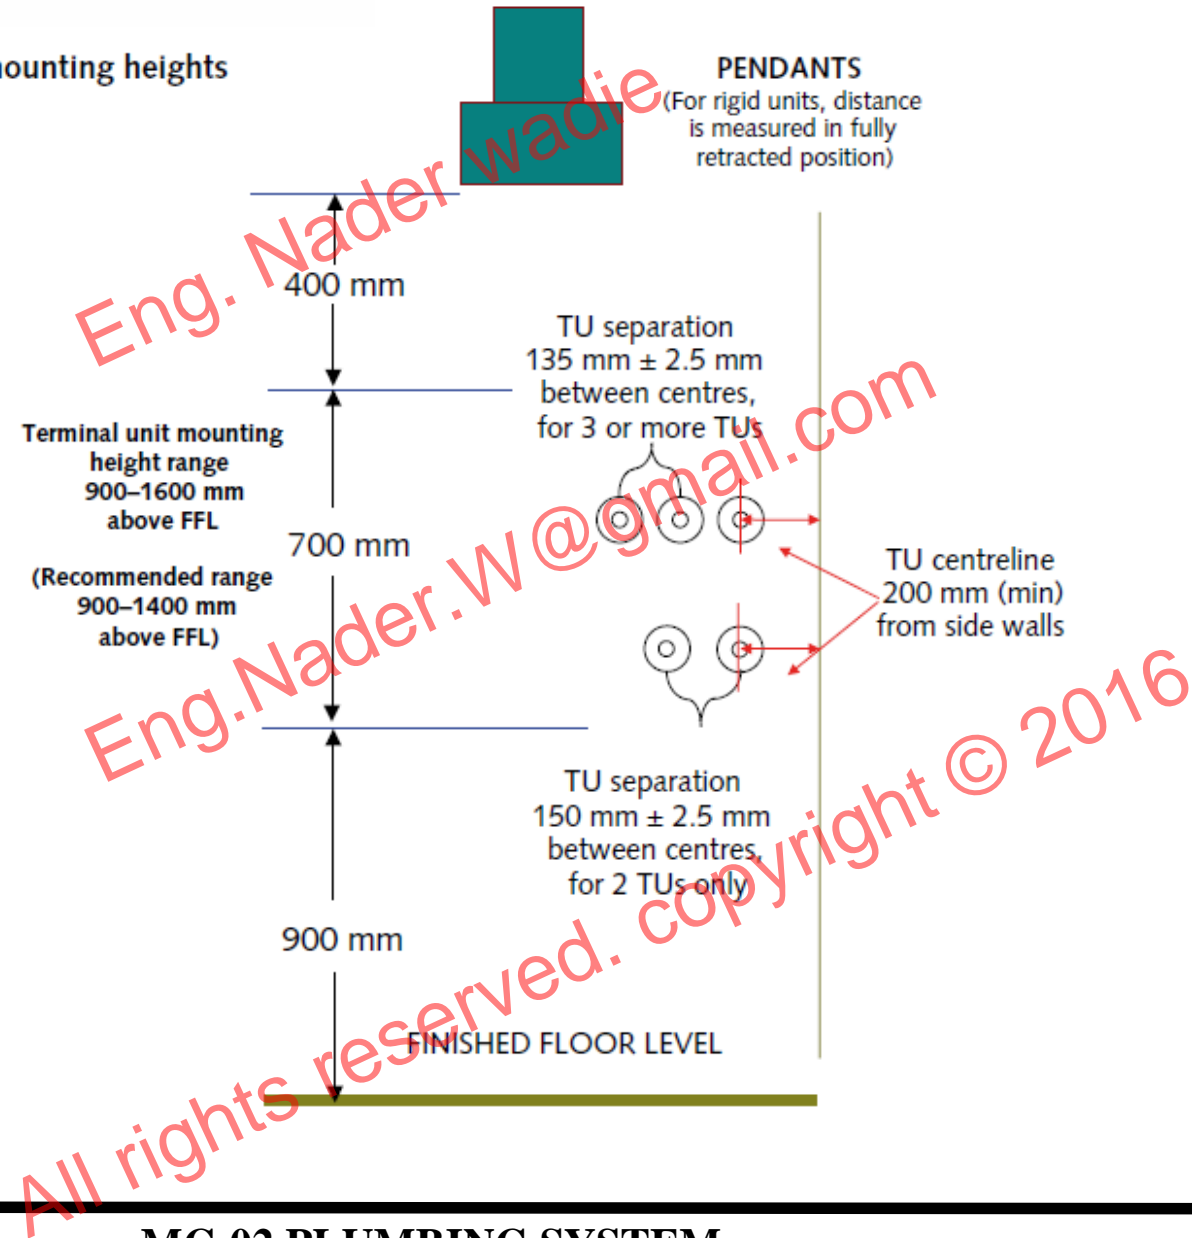 ounting heights
PENDANTS
(For rigid units, distance
is measured in fully
retracted position)
400 mm
TU separation
135 mm ± 2.5 mm
between centres,
for 3 or more TUs
Terminal unit mounting
height range
900–1600 mm
above FFL
(Recommended range
900–1400 mm
above FFL)
700 mm
TU centreline
200 mm (min)
from side walls
TU separation
150 mm ± 2.5 mm
between centres,
for 2 TUs only
900 mm
FINISHED FLOOR LEVEL
Eng. Nader wadie
Eng.Nader.W@gmail.com
All rights reserved. copyright © 2016
MG-02 PLUMBING SYSTEM